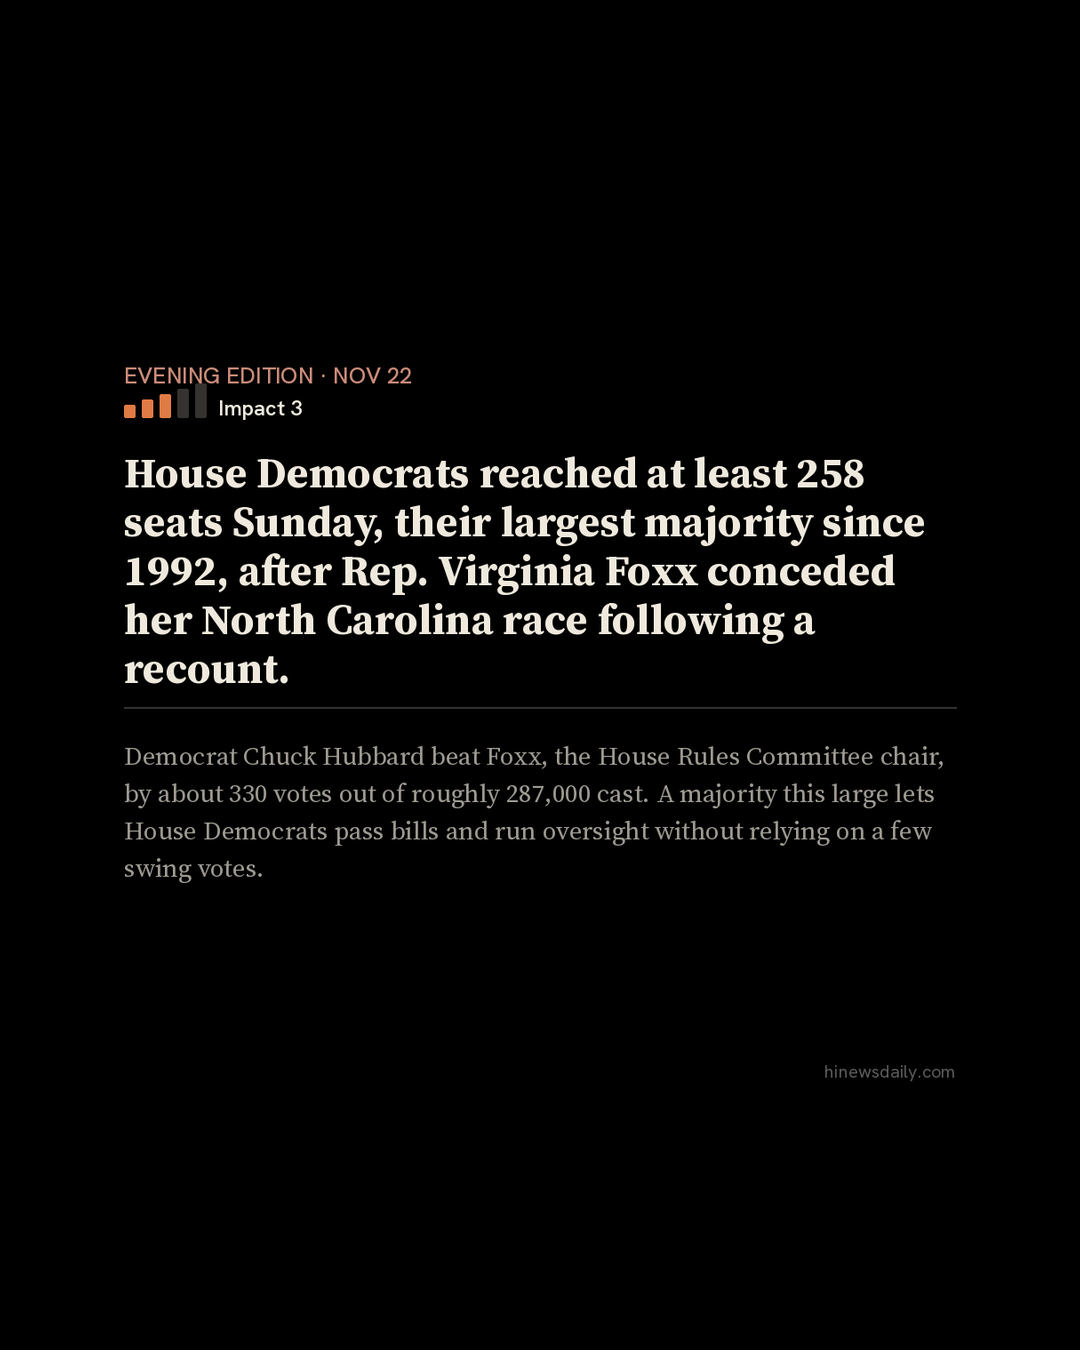 EVENING EDITION · NOV 22
Impact 3
House Democrats reached at least 258
seats Sunday, their largest majority since
1992, after Rep. Virginia Foxx conceded
her North Carolina race following a
recount.
Democrat Chuck Hubbard beat Foxx, the House Rules Committee chair,
by about 330 votes out of roughly 287,000 cast. A majority this large lets
House Democrats pass bills and run oversight without relying on a few
swing votes.
hinewsdaily.com